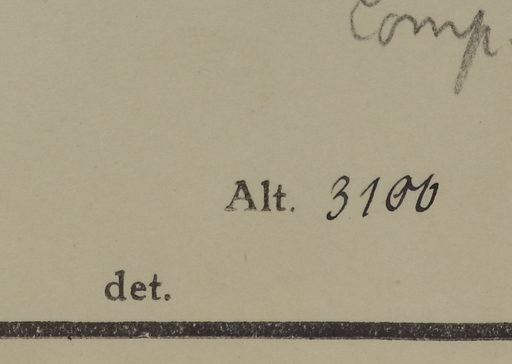 Comp.
Alt. 3100
det.